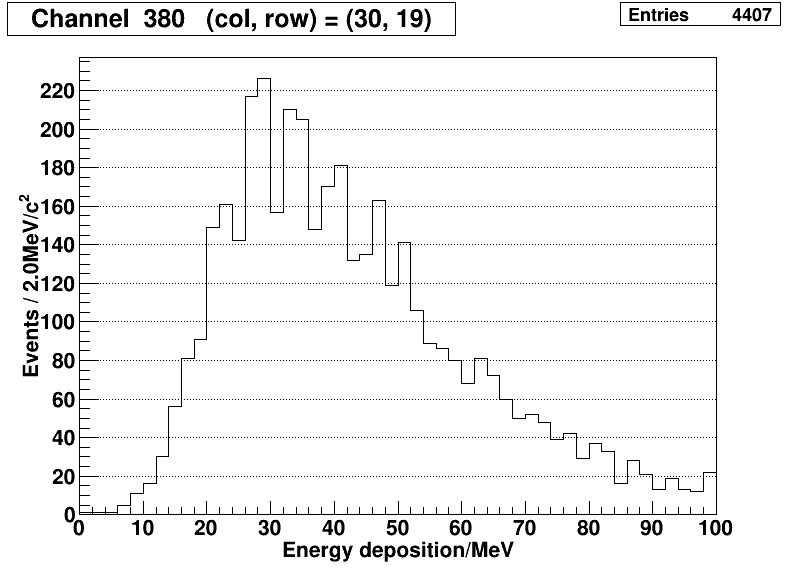 Channel 380 (col, row) = (30, 19)
Entries 4407
Events / 2.0MeV/c²
220
200
180
160
140
120
100
80
60
40
20
0
0 10 20 30 40 50 60 70 80 90 100
Energy deposition/MeV